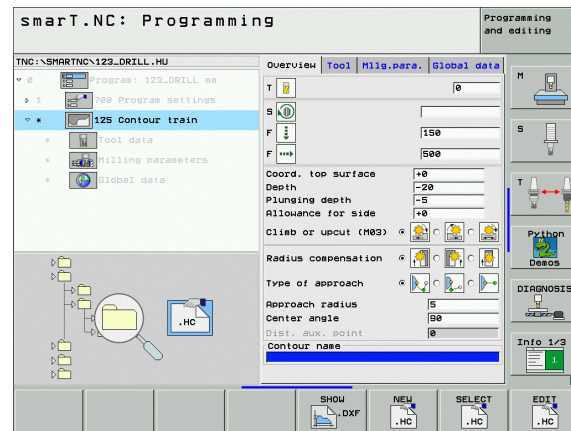 smarT.NC: Programming
Programming and editing
TNC:\SMARTNC\123_DRILL.HU
0 Program: 123_DRILL mm
1 700 Program settings
* 125 Contour train
* Tool data
* Milling parameters
* Global data
.HC
Overview Tool Mllg.para. Global data
T 0
S
F 150
F 500
Coord. top surface +0
Depth -20
Plunging depth -5
Allowance for side +0
Climb or upcut (M03)
Radius compensation
Type of approach
Approach radius 5
Center angle 90
Dist. aux. point 0
Contour name
M
S
T
Python
Demos
DIAGNOSIS
Info 1/3
SHOW .DXF
NEW .HC
SELECT .HC
EDIT .HC